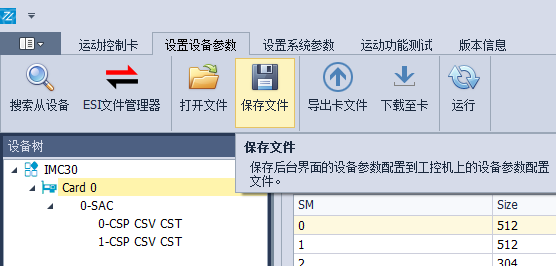 运动控制卡 设置设备参数 设置系统参数 运动功能测试 版本信息
搜索从设备 ESI文件管理器 打开文件 保存文件 导出卡文件 下载至卡 运行
设备树
保存文件
保存后台界面的设备参数配置到工控机上的设备参数配置
文件。
IMC30
Card 0
0-SAC
0-CSP CSV CST
1-CSP CSV CST
SM Size
0 512
1 512
2 304